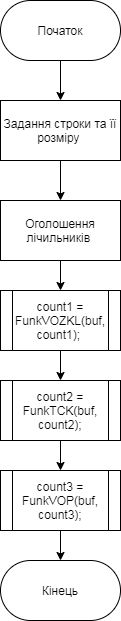 Початок
Задання строки та її
розміру
Оголошення
лічильників
count1 =
FunkVOZKL(buf,
count1);
count2 =
FunkTCK(buf,
count2);
count3 =
FunkVOP(buf,
count3);
Кінець